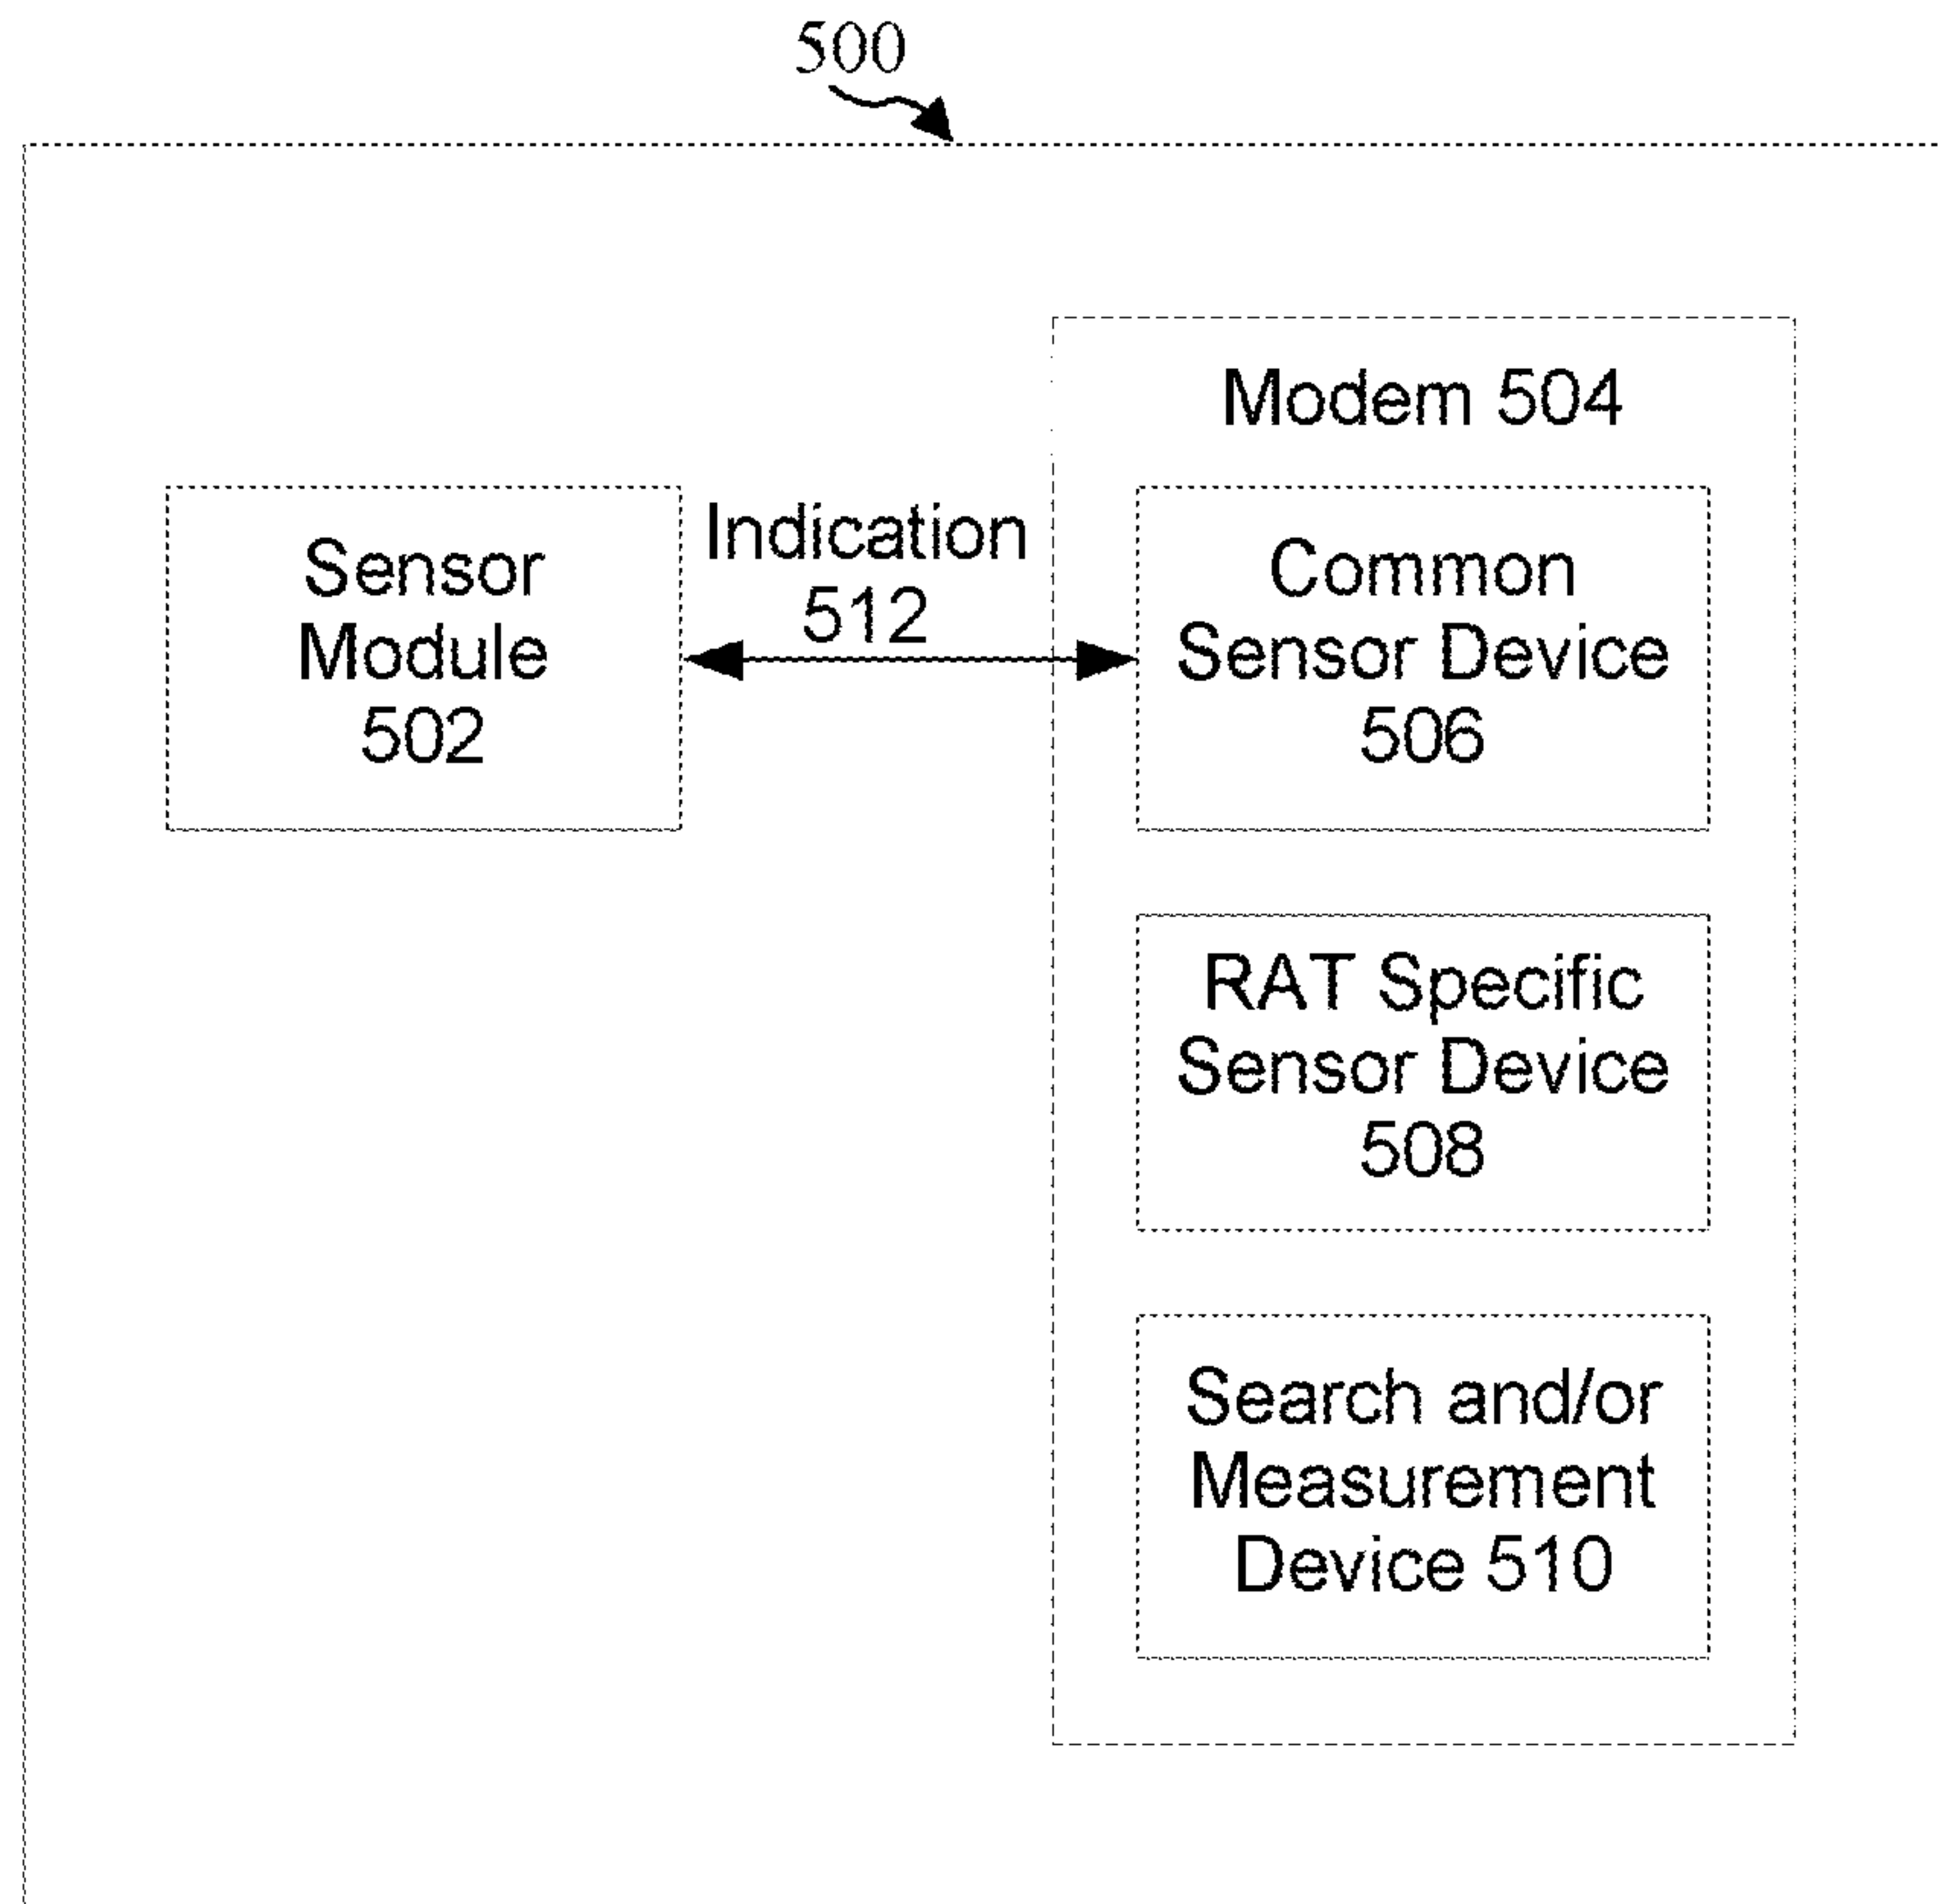 500
Modem 504
Sensor
Module
502
Indication
512
Common
Sensor Device
506
RAT Specific
Sensor Device
508
Search and/or
Measurement
Device 510